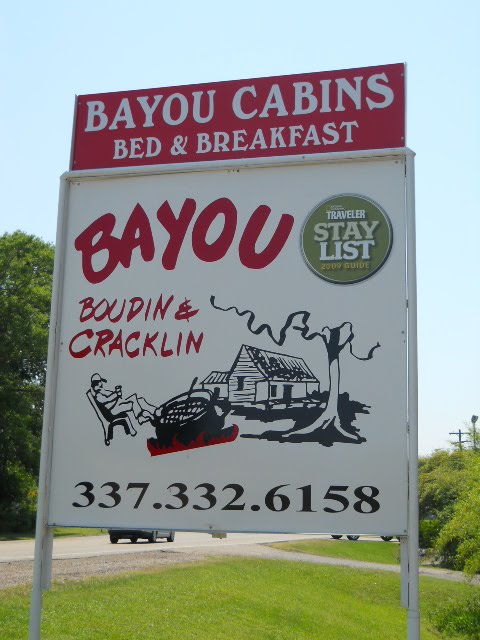 BAYOU CABINS
BED & BREAKFAST
BAYOU
TRAVELER
STAY
LIST
2009 GUIDE
BOUDIN &
CRACKLIN
337.332.6158